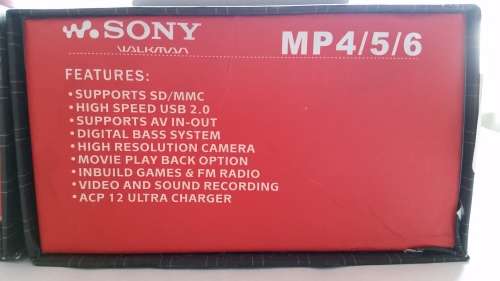 SONY
WALKMAN
MP4/5/6
FEATURES:
• SUPPORTS SD/MMC
• HIGH SPEED USB 2.0
• SUPPORTS AV IN-OUT
• DIGITAL BASS SYSTEM
• HIGH RESOLUTION CAMERA
• MOVIE PLAY BACK OPTION
• INBUILD GAMES & FM RADIO
• VIDEO AND SOUND RECORDING
• ACP 12 ULTRA CHARGER